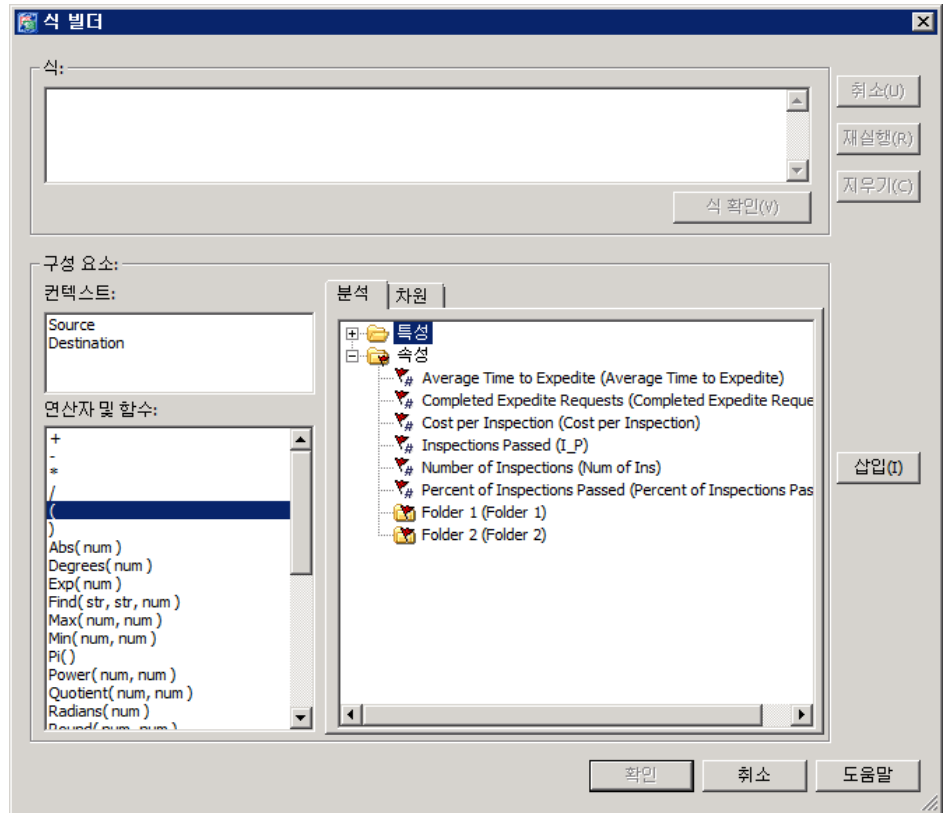 식 빌더
식:
취소(U)
재실행(R)
지우기(C)
식 확인(V)
구성 요소:
컨텍스트:
Source
Destination
연산자 및 함수:
+
-
*
/
(
)
Abs( num )
Degrees( num )
Exp( num )
Find( str, str, num )
Max( num, num )
Min( num, num )
Pi( )
Power( num, num )
Quotient( num, num )
Radians( num )
Round( num, num )
분석
차원
특성
속성
Average Time to Expedite (Average Time to Expedite)
Completed Expedite Requests (Completed Expedite Reque
Cost per Inspection (Cost per Inspection)
Inspections Passed (I_P)
Number of Inspections (Num of Ins)
Percent of Inspections Passed (Percent of Inspections Pas
Folder 1 (Folder 1)
Folder 2 (Folder 2)
삽입(I)
확인
취소
도움말